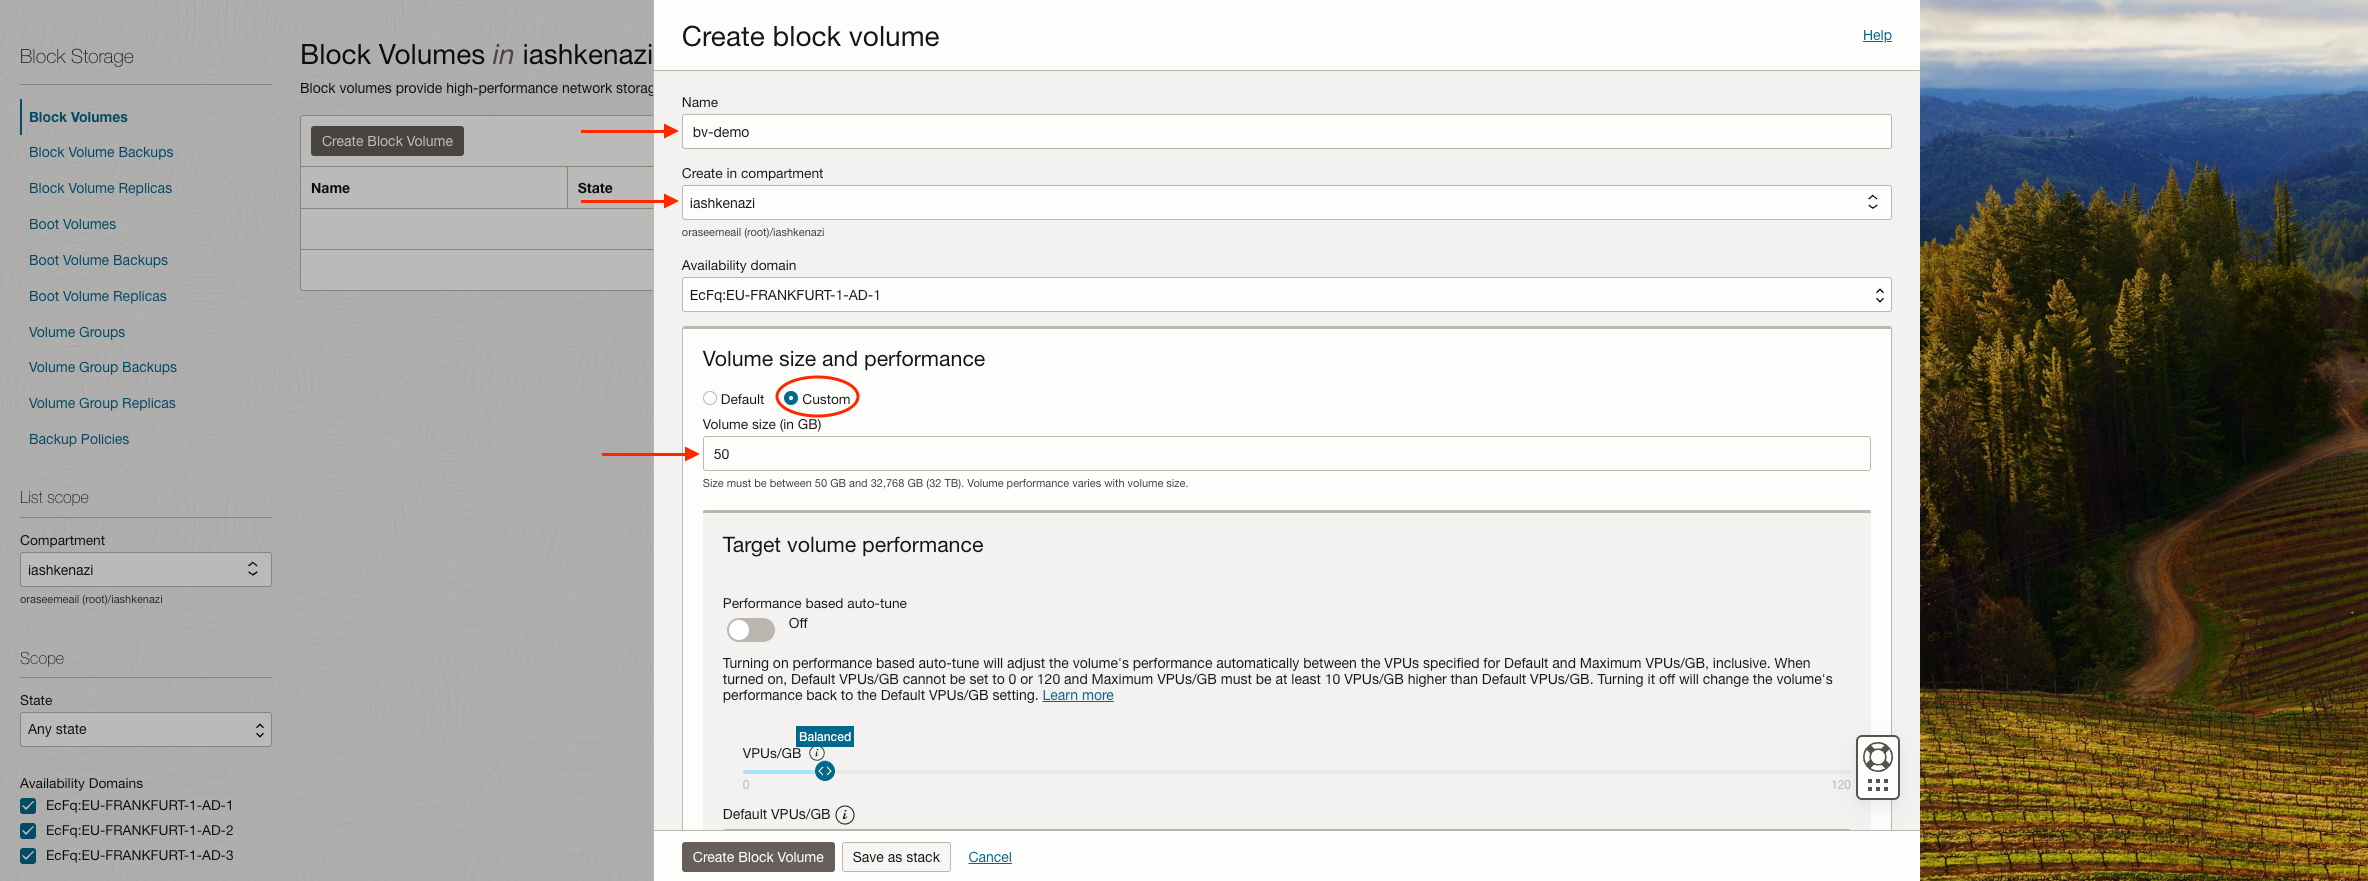 Block Storage
Block Volumes
Block Volume Backups
Block Volume Replicas
Boot Volumes
Boot Volume Backups
Boot Volume Replicas
Volume Groups
Volume Group Backups
Volume Group Replicas
Backup Policies
List scope
Compartment
iashkenazi
oraseemeail (root)/iashkenazi
Scope
State
Any state
Availability Domains
EcFq:EU-FRANKFURT-1-AD-1
EcFq:EU-FRANKFURT-1-AD-2
EcFq:EU-FRANKFURT-1-AD-3
Block Volumes in iashkenazi
Block volumes provide high-performance network storag
Create Block Volume
Name State
Create block volume
Help
Name
bv-demo
Create in compartment
iashkenazi
oraseemeail (root)/iashkenazi
Availability domain
EcFq:EU-FRANKFURT-1-AD-1
Volume size and performance
Default Custom
Volume size (in GB)
50
Size must be between 50 GB and 32,768 GB (32 TB). Volume performance varies with volume size.
Target volume performance
Performance based auto-tune
Off
Turning on performance based auto-tune will adjust the volume's performance automatically between the VPUs specified for Default and Maximum VPUs/GB, inclusive. When
turned on, Default VPUs/GB cannot be set to 0 or 120 and Maximum VPUs/GB must be at least 10 VPUs/GB higher than Default VPUs/GB. Turning it off will change the volume's
performance back to the Default VPUs/GB setting. Learn more
Balanced
VPUs/GB
0 120
Default VPUs/GB
Create Block Volume Save as stack Cancel